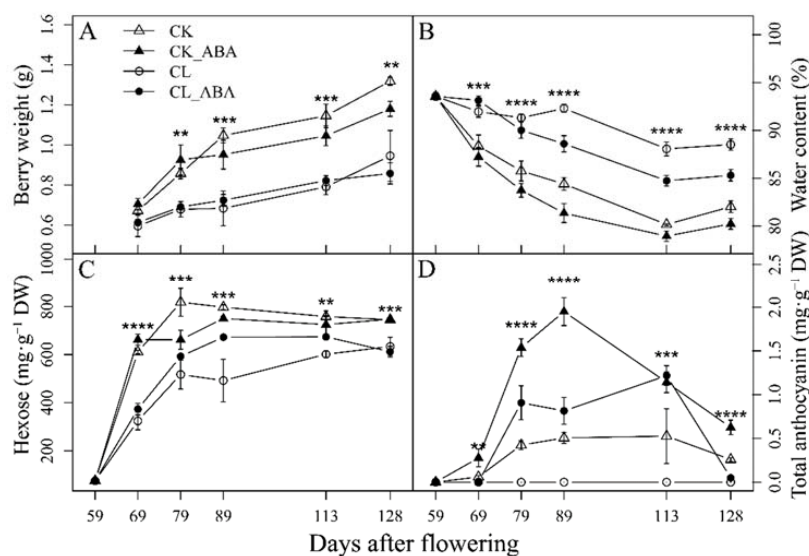 A
CK
CK_ABA
CL
CL_ABA
**
***
***
**
Berry weight (g)
0.6 0.8 1.0 1.2 1.4 1.6
B
***
****
****
****
****
Water content (%)
80 85 90 95 100
C
****
***
***
**
***
Hexose (mg·g⁻¹ DW)
200 400 600 800 1000
D
**
****
****
***
****
Total anthocyanin (mg·g⁻¹ DW)
0.0 0.5 1.0 1.5 2.0 2.5
59 69 79 89 113 128
59 69 79 89 113 128
Days after flowering